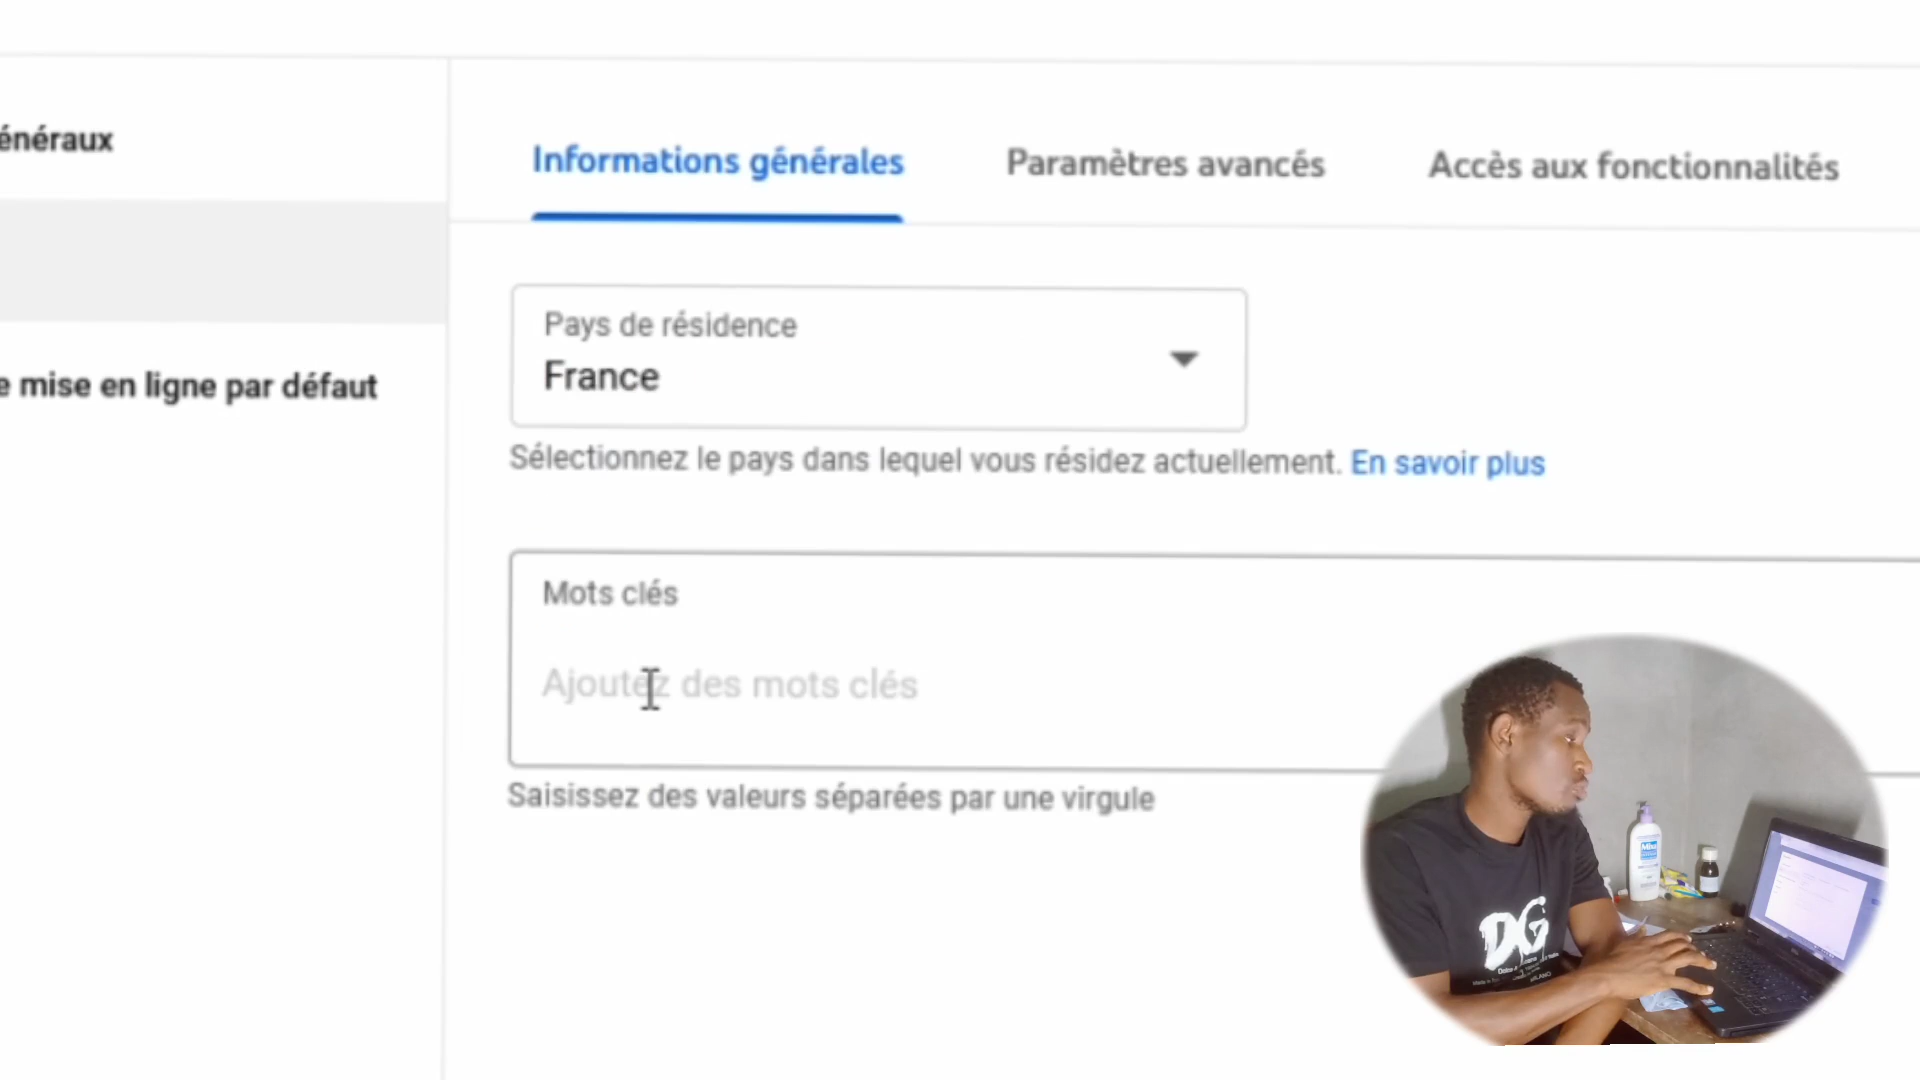 énéraux
Informations générales
Paramètres avancés
Accès aux fonctionnalités
Pays de résidence
France
e mise en ligne par défaut
Sélectionnez le pays dans lequel vous résidez actuellement. En savoir plus
Mots clés
Ajoutez des mots clés
Saisissez des valeurs séparées par une virgule
Mixa
DG